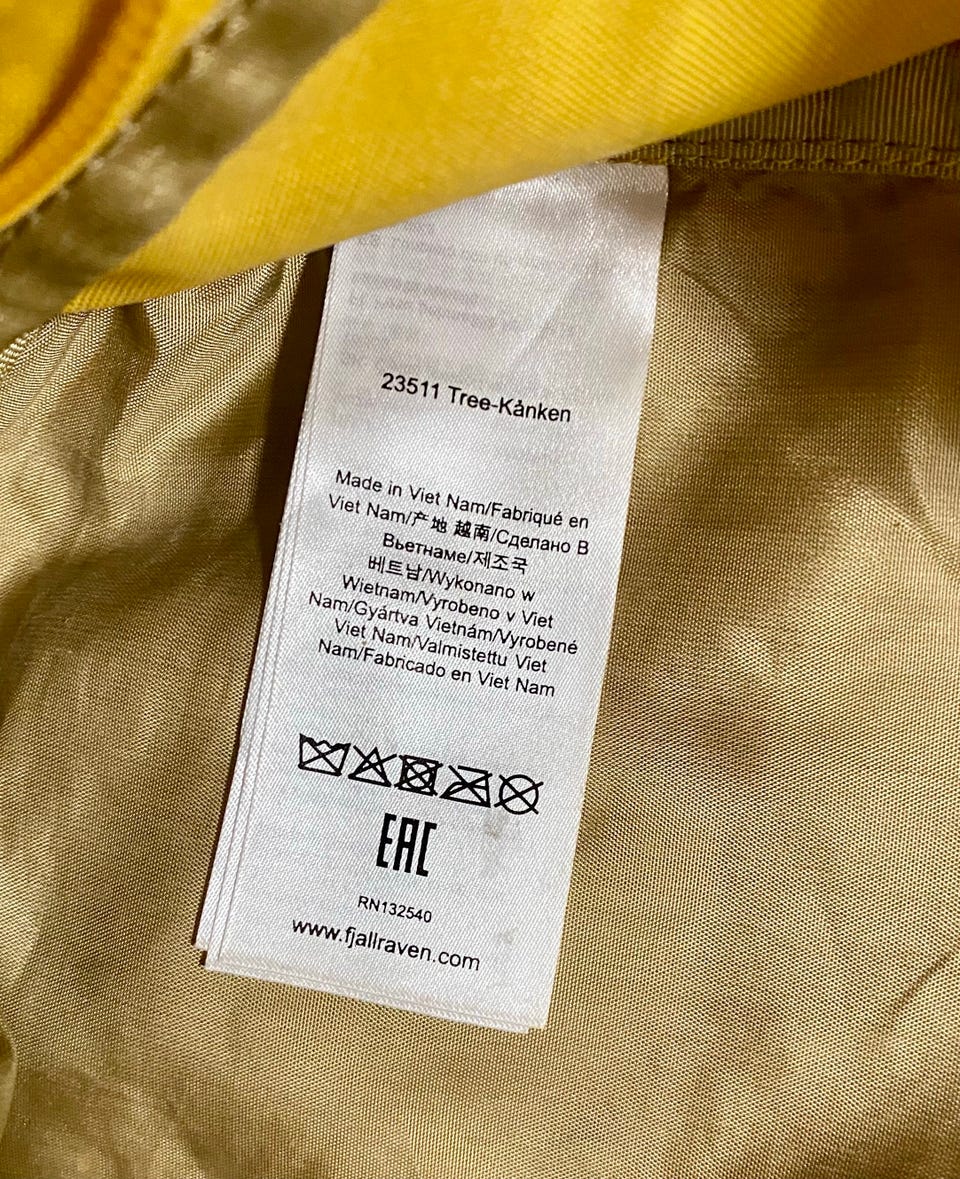 23511 Tree-Kånken
Made in Viet Nam/Fabriqué en
Viet Nam/产地 越南/Сделано В
Вьетнаме/제조국
베트남/Wykonano w
Wietnam/Vyrobeno v Viet
Nam/Gyártva Vietnám/Vyrobené
Viet Nam/Valmistettu Viet
Nam/Fabricado en Viet Nam
EAC
RN132540
www.fjallraven.com